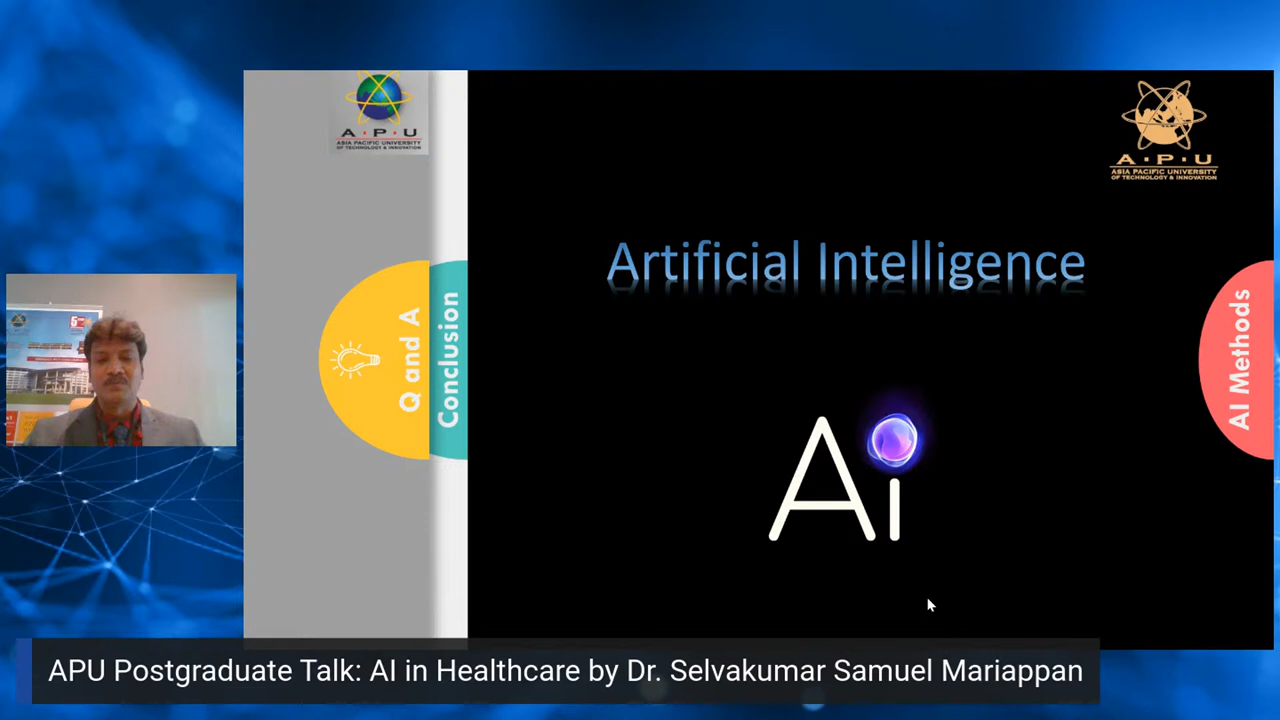 A • P • U
ASIA PACIFIC UNIVERSITY
OF TECHNOLOGY & INNOVATION
A • P • U
ASIA PACIFIC UNIVERSITY
OF TECHNOLOGY & INNOVATION
Artificial Intelligence
Q and A
Conclusion
AI Methods
Ai
APU Postgraduate Talk: AI in Healthcare by Dr. Selvakumar Samuel Mariappan